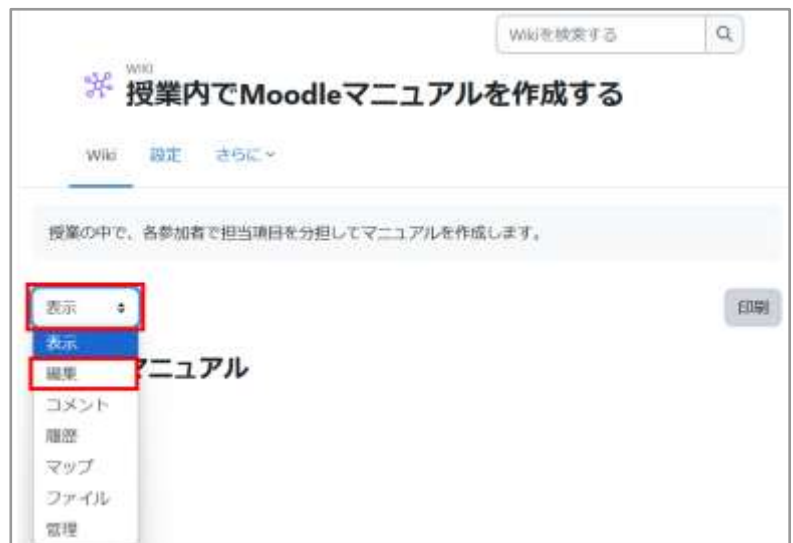 Wikiを検索する
WIKI
授業内でMoodleマニュアルを作成する
Wiki 設定 さらに
授業の中で、各参加者で担当項目を分担してマニュアルを作成します。
表示 印刷
表示
マニュアル
編集
コメント
履歴
マップ
ファイル
管理